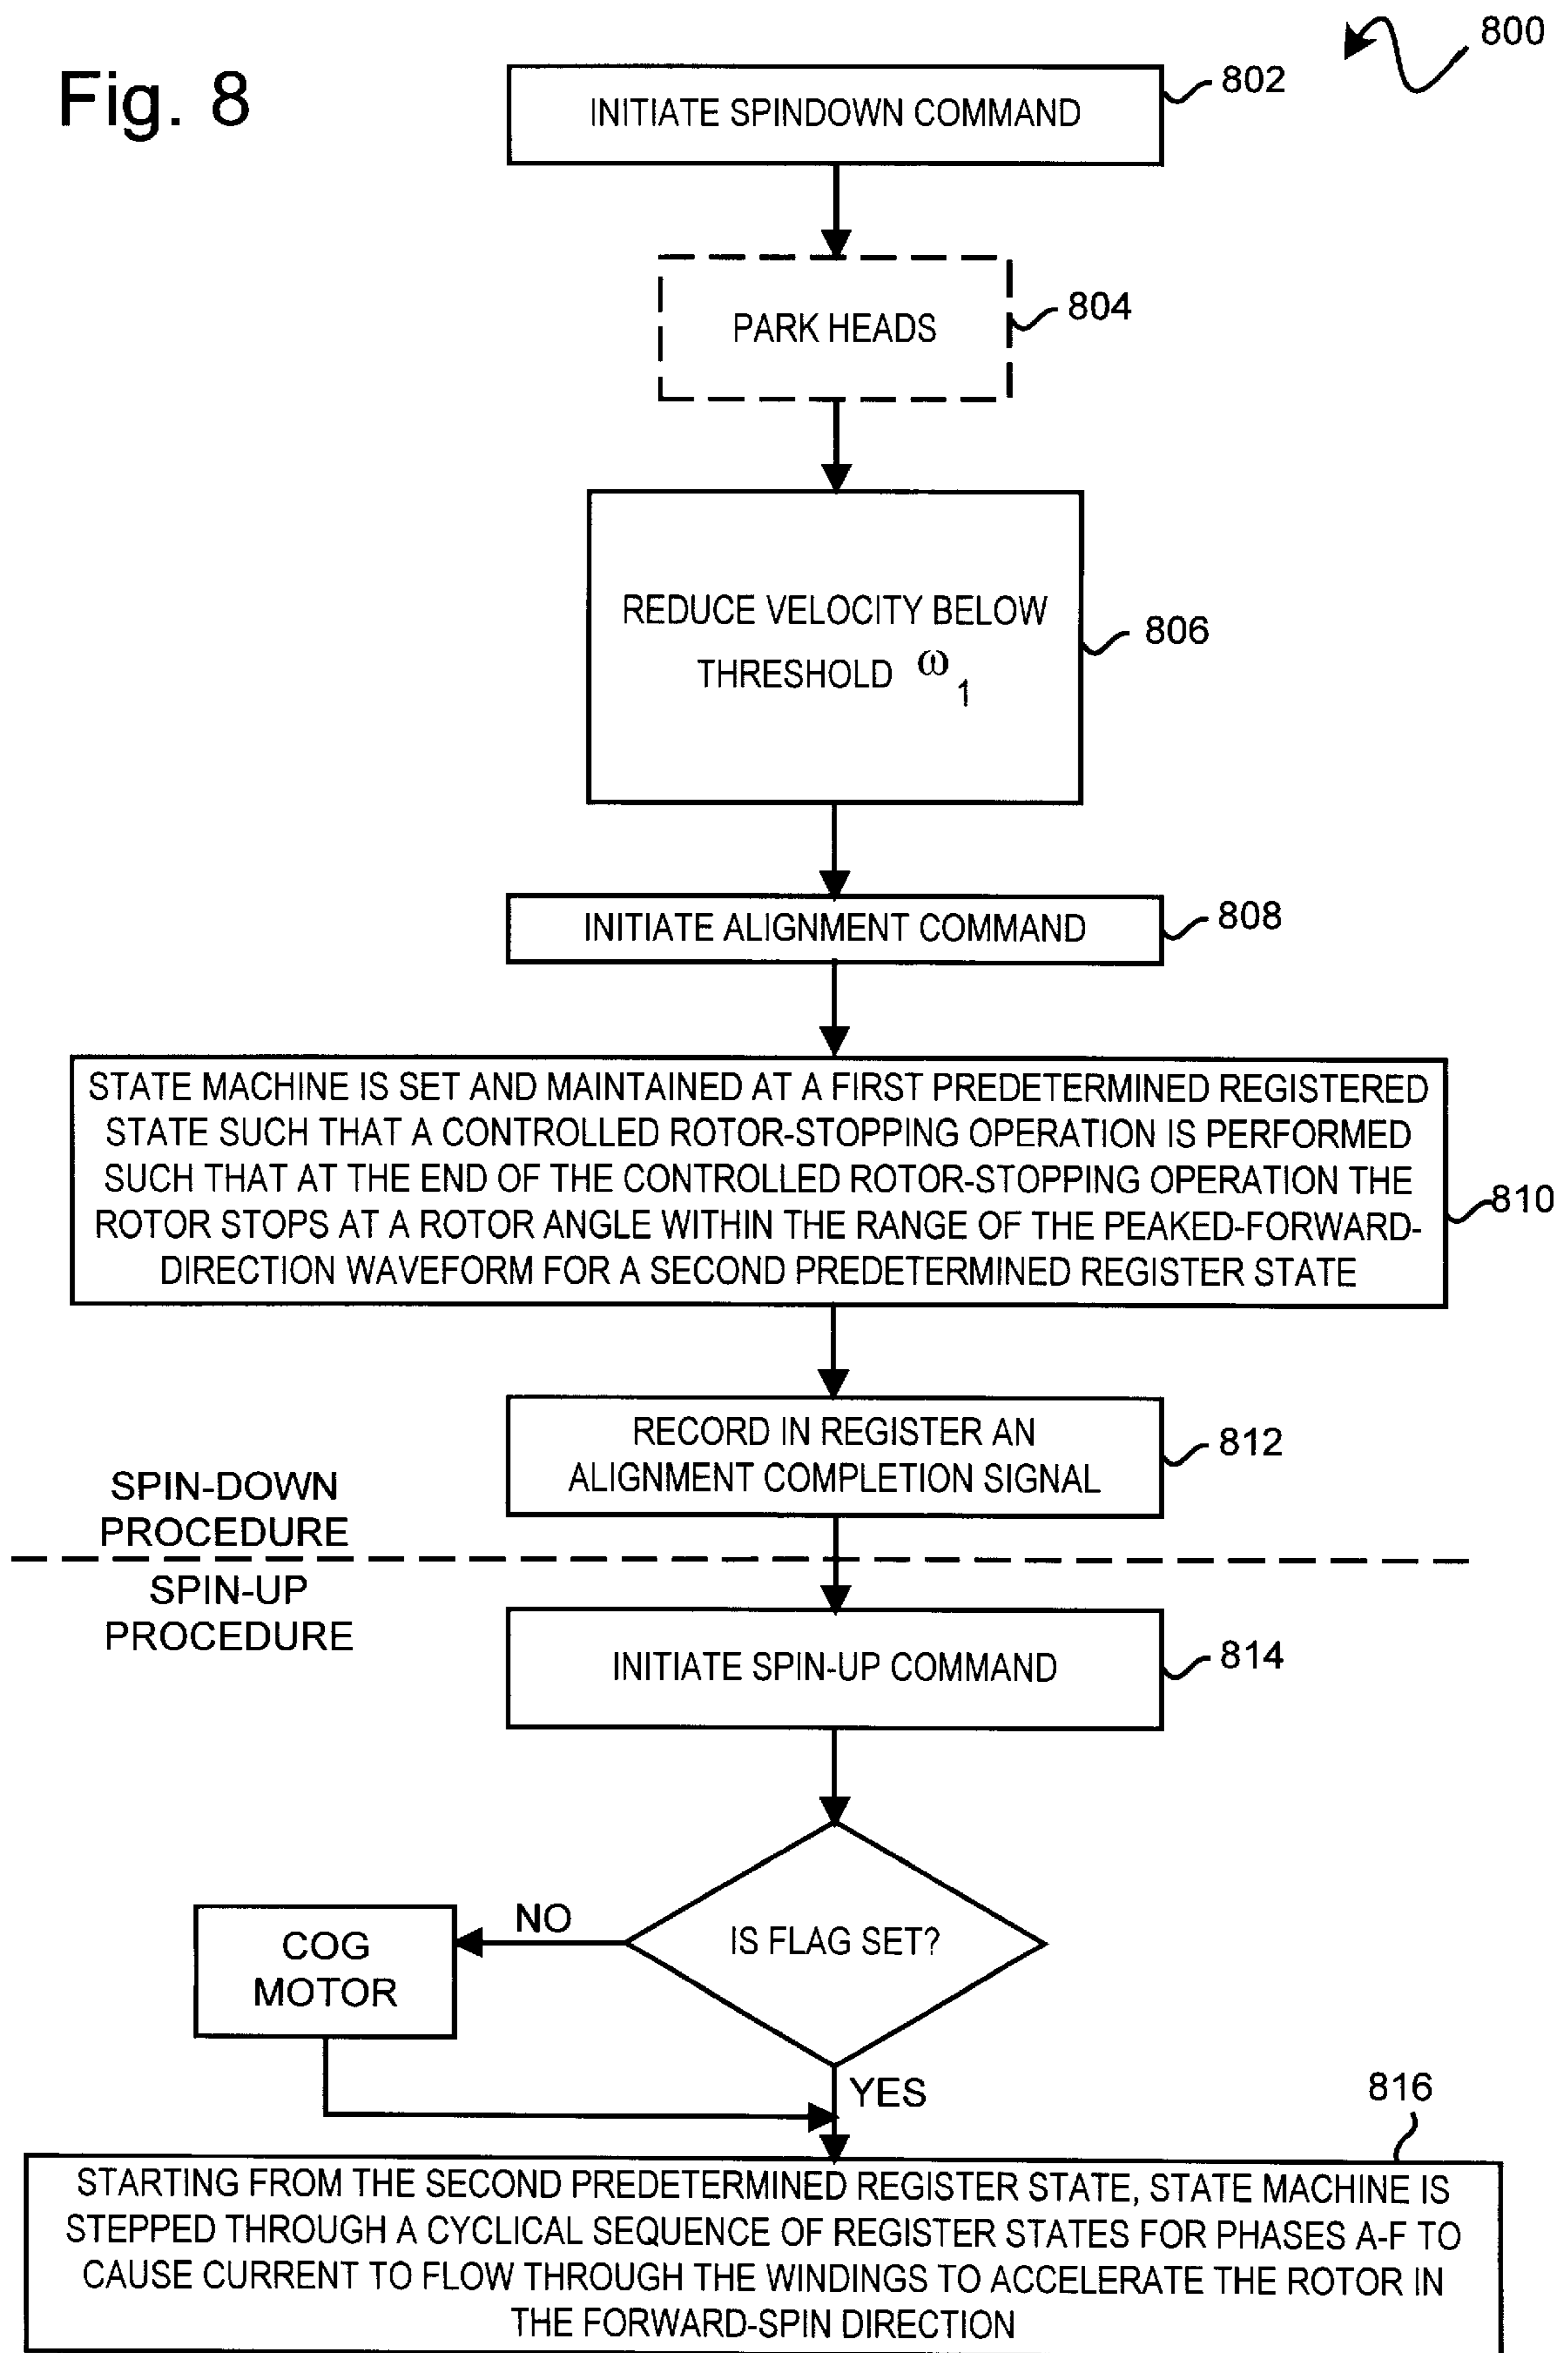 Fig. 8
800
INITIATE SPINDOWN COMMAND
802
PARK HEADS
804
REDUCE VELOCITY BELOW
THRESHOLD ω1
806
INITIATE ALIGNMENT COMMAND
808
STATE MACHINE IS SET AND MAINTAINED AT A FIRST PREDETERMINED REGISTERED
STATE SUCH THAT A CONTROLLED ROTOR-STOPPING OPERATION IS PERFORMED
SUCH THAT AT THE END OF THE CONTROLLED ROTOR-STOPPING OPERATION THE
ROTOR STOPS AT A ROTOR ANGLE WITHIN THE RANGE OF THE PEAKED-FORWARD-
DIRECTION WAVEFORM FOR A SECOND PREDETERMINED REGISTER STATE
810
RECORD IN REGISTER AN
ALIGNMENT COMPLETION SIGNAL
812
SPIN-DOWN
PROCEDURE
SPIN-UP
PROCEDURE
INITIATE SPIN-UP COMMAND
814
IS FLAG SET?
NO
COG
MOTOR
YES
816
STARTING FROM THE SECOND PREDETERMINED REGISTER STATE, STATE MACHINE IS
STEPPED THROUGH A CYCLICAL SEQUENCE OF REGISTER STATES FOR PHASES A-F TO
CAUSE CURRENT TO FLOW THROUGH THE WINDINGS TO ACCELERATE THE ROTOR IN
THE FORWARD-SPIN DIRECTION